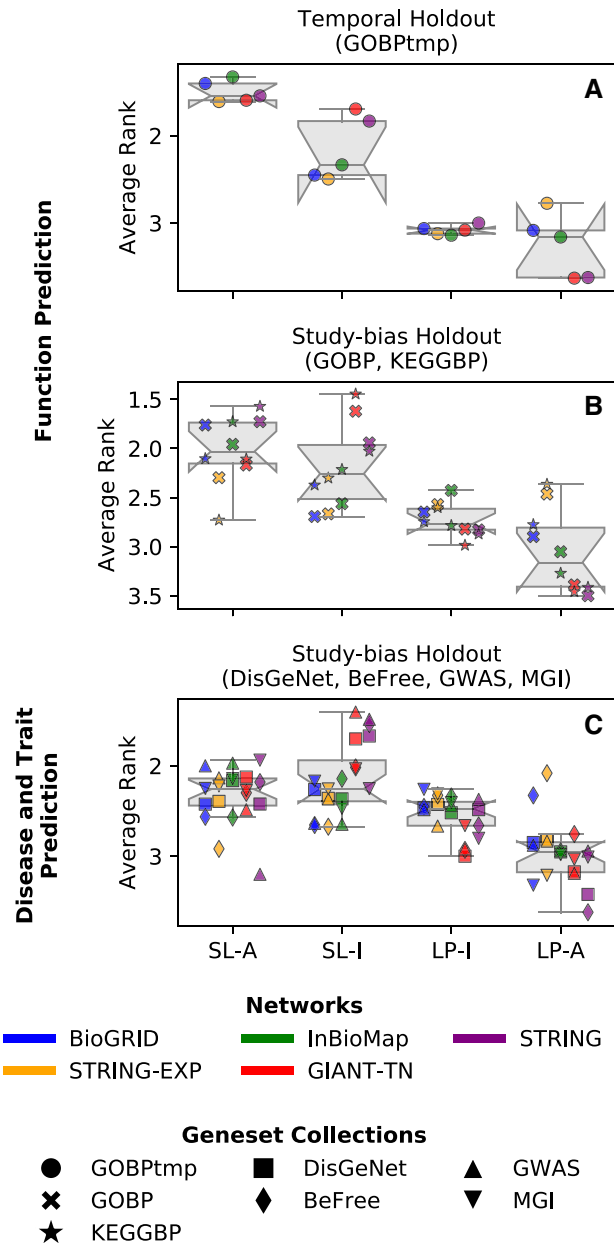 Temporal Holdout
(GOBPtmp)
A
Average Rank
2
3
Function Prediction
Study-bias Holdout
(GOBP, KEGGBP)
B
Average Rank
1.5
2.0
2.5
3.0
3.5
Study-bias Holdout
(DisGeNet, BeFree, GWAS, MGI)
C
Disease and Trait
Prediction
Average Rank
2
3
SL-A SL-I LP-I LP-A
Networks
BioGRID InBioMap STRING
STRING-EXP GIANT-TN
Geneset Collections
GOBPtmp DisGeNet GWAS
GOBP BeFree MGI
KEGGBP